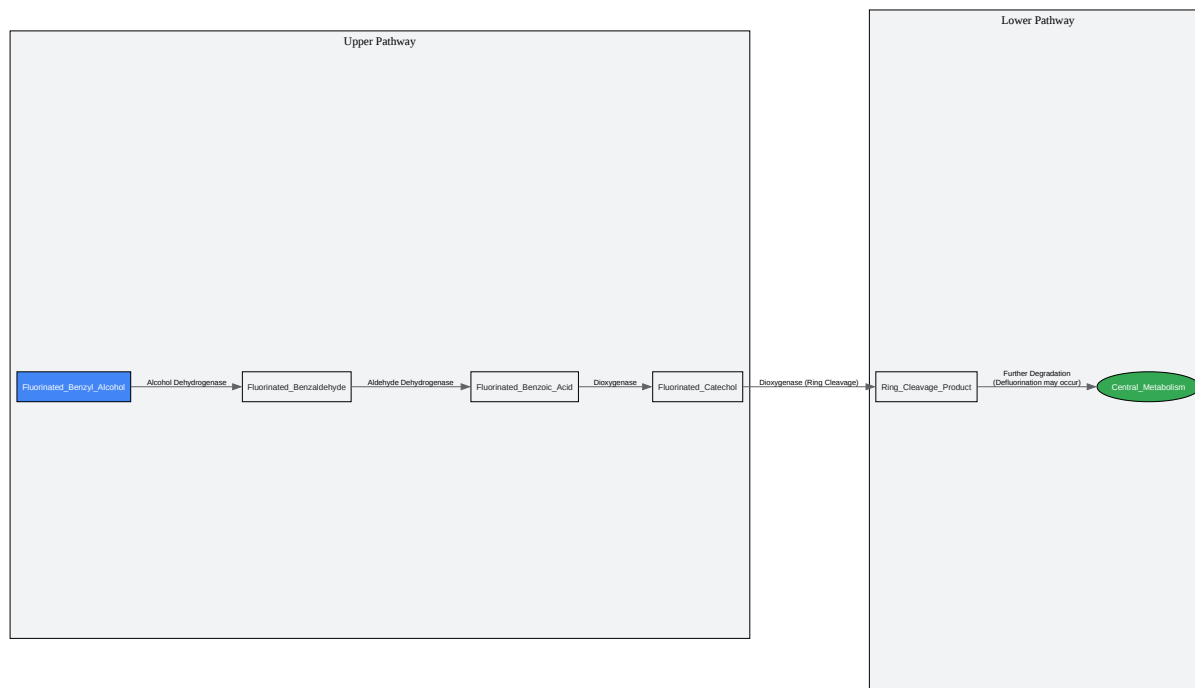 Lower Pathway
Upper Pathway
Fluorinated_Benzyl_Alcohol
Alcohol Dehydrogenase
Fluorinated_Benzaldehyde
Aldehyde Dehydrogenase
Fluorinated_Benzoic_Acid
Dioxygenase
Fluorinated_Catechol
Dioxygenase (Ring Cleavage)
Ring_Cleavage_Product
Further Degradation
(Defluorination may occur)
Central_Metabolism